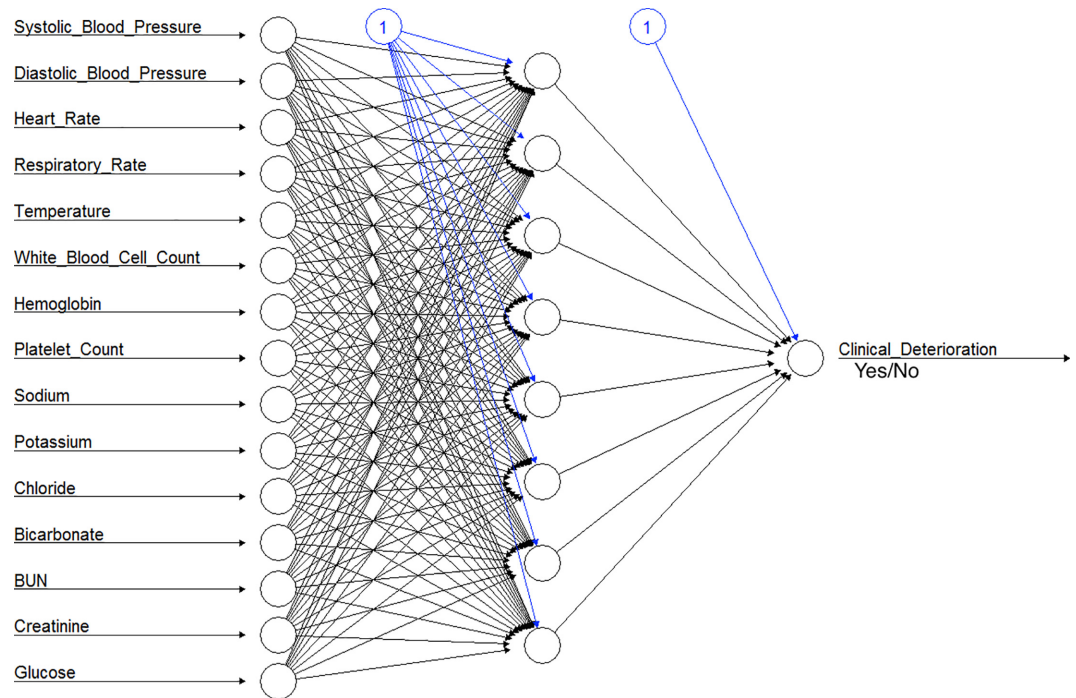 Systolic_Blood_Pressure
Diastolic_Blood_Pressure
Heart_Rate
Respiratory_Rate
Temperature
White_Blood_Cell_Count
Hemoglobin
Platelet_Count
Sodium
Potassium
Chloride
Bicarbonate
BUN
Creatinine
Glucose
1
1
Clinical_Deterioration
Yes/No